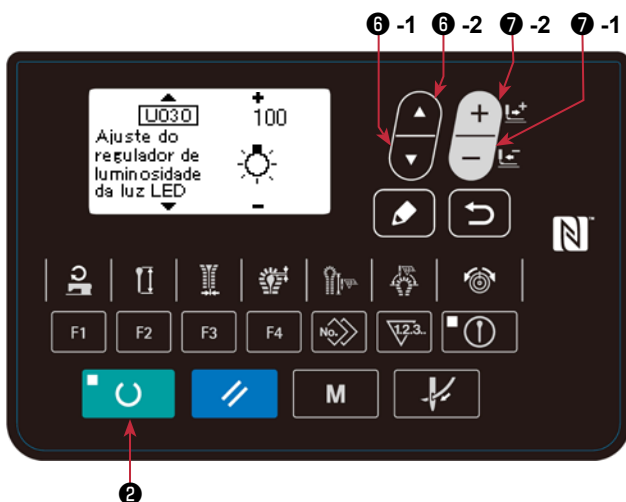 ❻ -1 ❻ -2 ❼ -2 ❼ -1
U030
+
100
Ajuste do
regulador de
luminosidade
da luz LED
-
+
-
N
F1 F2 F3 F4 No. 1.2.3..
M
❷